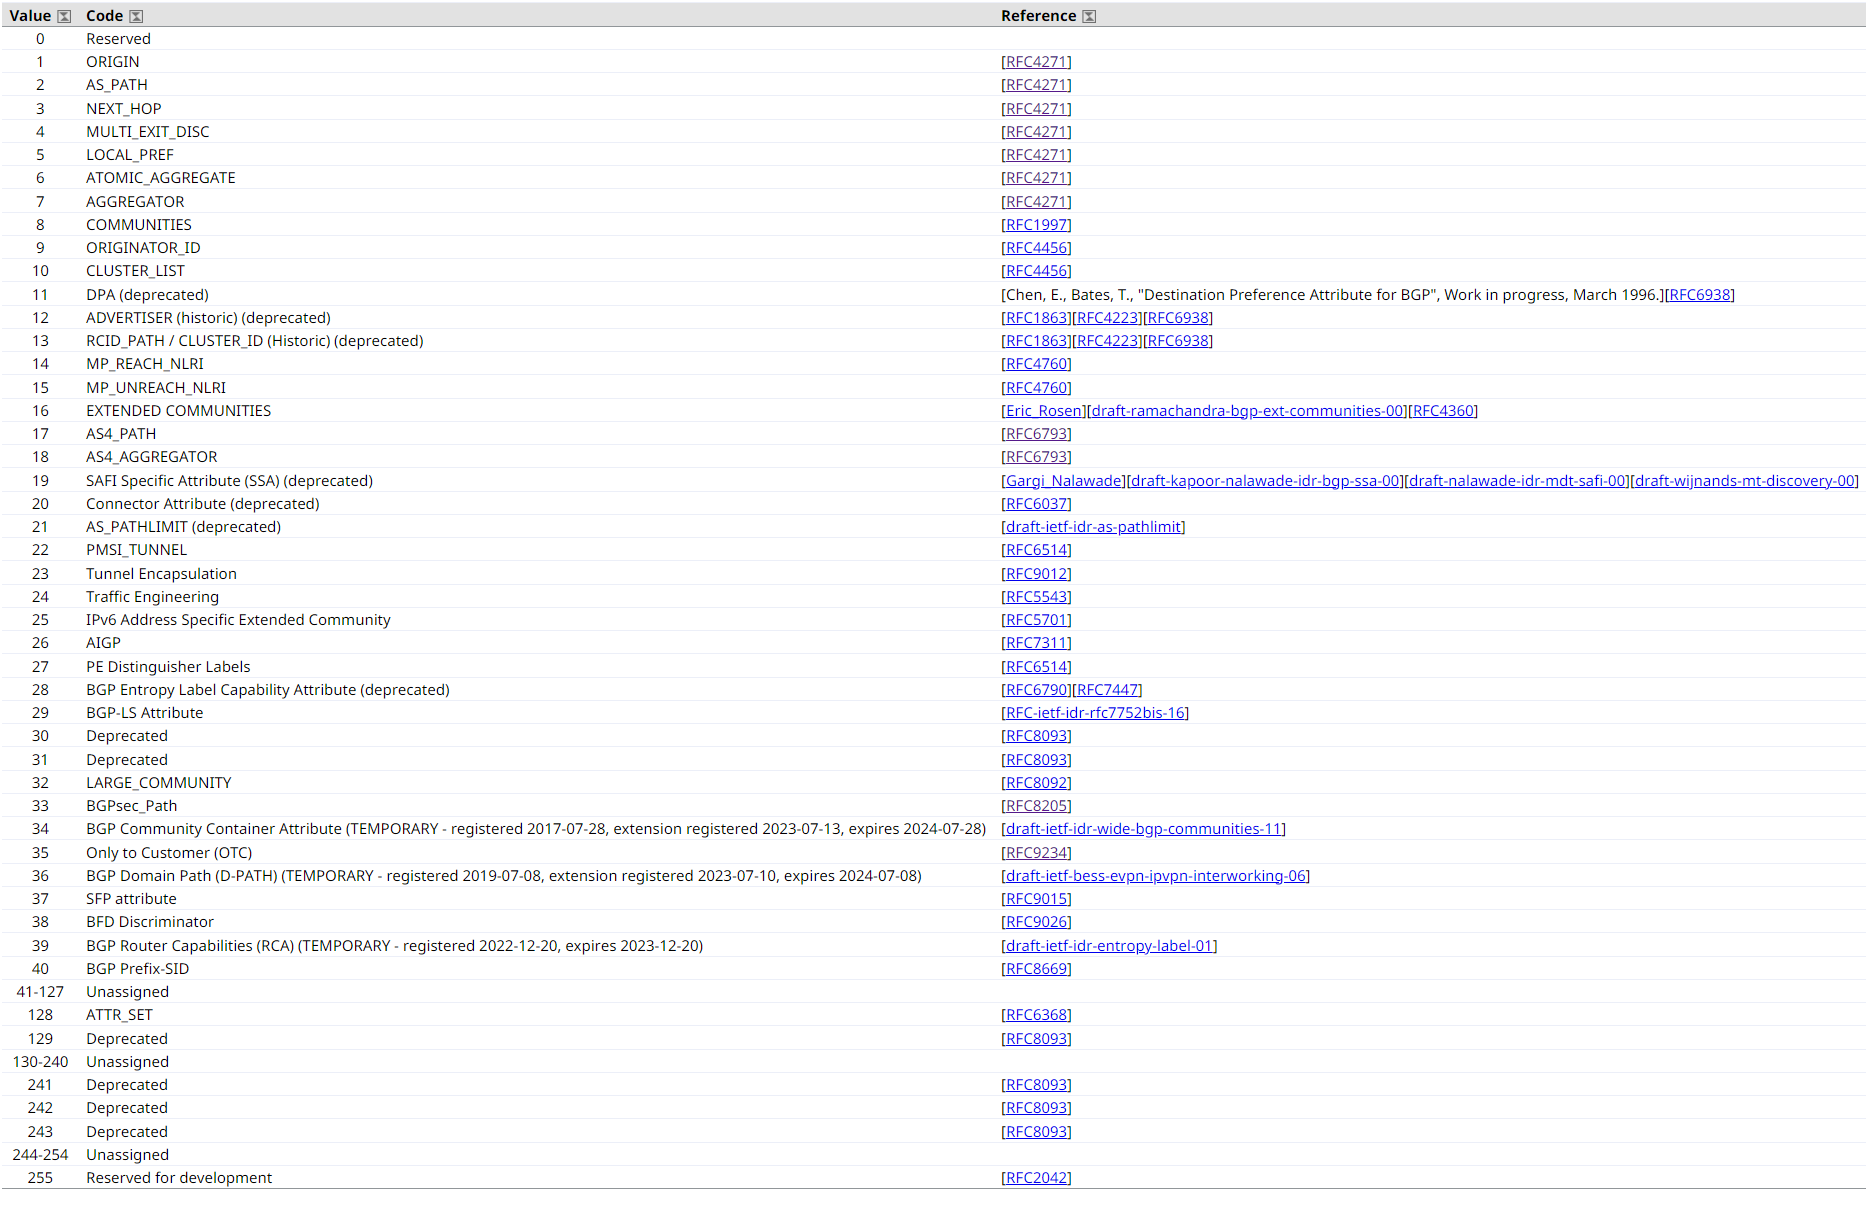 Value Code Reference
0 Reserved
1 ORIGIN [RFC4271]
2 AS_PATH [RFC4271]
3 NEXT_HOP [RFC4271]
4 MULTI_EXIT_DISC [RFC4271]
5 LOCAL_PREF [RFC4271]
6 ATOMIC_AGGREGATE [RFC4271]
7 AGGREGATOR [RFC4271]
8 COMMUNITIES [RFC1997]
9 ORIGINATOR_ID [RFC4456]
10 CLUSTER_LIST [RFC4456]
11 DPA (deprecated) [Chen, E., Bates, T., "Destination Preference Attribute for BGP", Work in progress, March 1996.][RFC6938]
12 ADVERTISER (historic) (deprecated) [RFC1863][RFC4223][RFC6938]
13 RCID_PATH / CLUSTER_ID (Historic) (deprecated) [RFC1863][RFC4223][RFC6938]
14 MP_REACH_NLRI [RFC4760]
15 MP_UNREACH_NLRI [RFC4760]
16 EXTENDED COMMUNITIES [Eric_Rosen][draft-ramachandra-bgp-ext-communities-00][RFC4360]
17 AS4_PATH [RFC6793]
18 AS4_AGGREGATOR [RFC6793]
19 SAFI Specific Attribute (SSA) (deprecated) [Gargi_Nalawade][draft-kapoor-nalawade-idr-bgp-ssa-00][draft-nalawade-idr-mdt-safi-00][draft-wijnands-mt-discovery-00]
20 Connector Attribute (deprecated) [RFC6037]
21 AS_PATHLIMIT (deprecated) [draft-ietf-idr-as-pathlimit]
22 PMSI_TUNNEL [RFC6514]
23 Tunnel Encapsulation [RFC9012]
24 Traffic Engineering [RFC5543]
25 IPv6 Address Specific Extended Community [RFC5701]
26 AIGP [RFC7311]
27 PE Distinguisher Labels [RFC6514]
28 BGP Entropy Label Capability Attribute (deprecated) [RFC6790][RFC7447]
29 BGP-LS Attribute [RFC-ietf-idr-rfc7752bis-16]
30 Deprecated [RFC8093]
31 Deprecated [RFC8093]
32 LARGE_COMMUNITY [RFC8092]
33 BGPsec_Path [RFC8205]
34 BGP Community Container Attribute (TEMPORARY - registered 2017-07-28, extension registered 2023-07-13, expires 2024-07-28) [draft-ietf-idr-wide-bgp-communities-11]
35 Only to Customer (OTC) [RFC9234]
36 BGP Domain Path (D-PATH) (TEMPORARY - registered 2019-07-08, extension registered 2023-07-10, expires 2024-07-08) [draft-ietf-bess-evpn-ipvpn-interworking-06]
37 SFP attribute [RFC9015]
38 BFD Discriminator [RFC9026]
39 BGP Router Capabilities (RCA) (TEMPORARY - registered 2022-12-20, expires 2023-12-20) [draft-ietf-idr-entropy-label-01]
40 BGP Prefix-SID [RFC8669]
41-127 Unassigned
128 ATTR_SET [RFC6368]
129 Deprecated [RFC8093]
130-240 Unassigned
241 Deprecated [RFC8093]
242 Deprecated [RFC8093]
243 Deprecated [RFC8093]
244-254 Unassigned
255 Reserved for development [RFC2042]